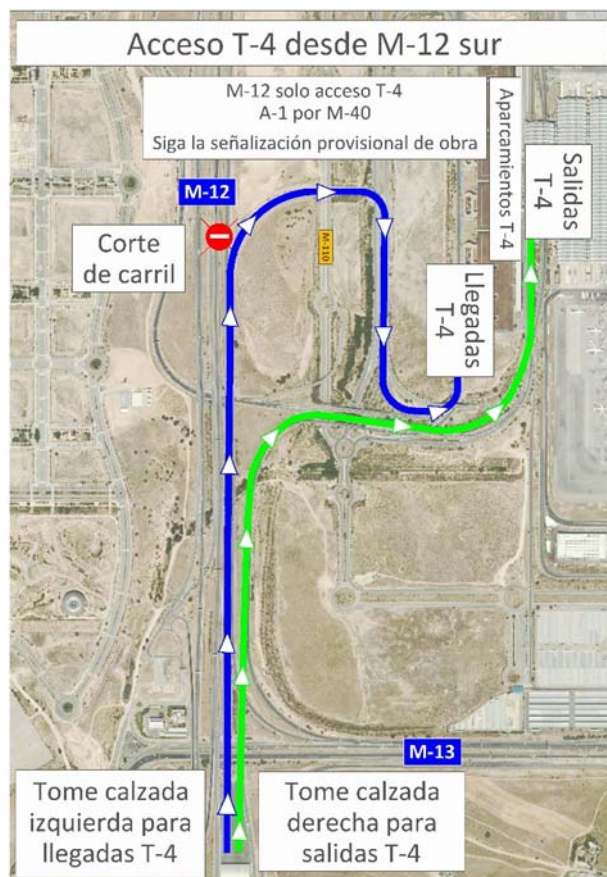 Acceso T-4 desde M-12 sur
M-12 solo acceso T-4
A-1 por M-40
Siga la señalización provisional de obra
Aparcamientos T-4
Salidas
T-4
M-12
Corte
de carril
M-110
Llegadas
T-4
M-13
Tome calzada
izquierda para
llegadas T-4
Tome calzada
derecha para
salidas T-4